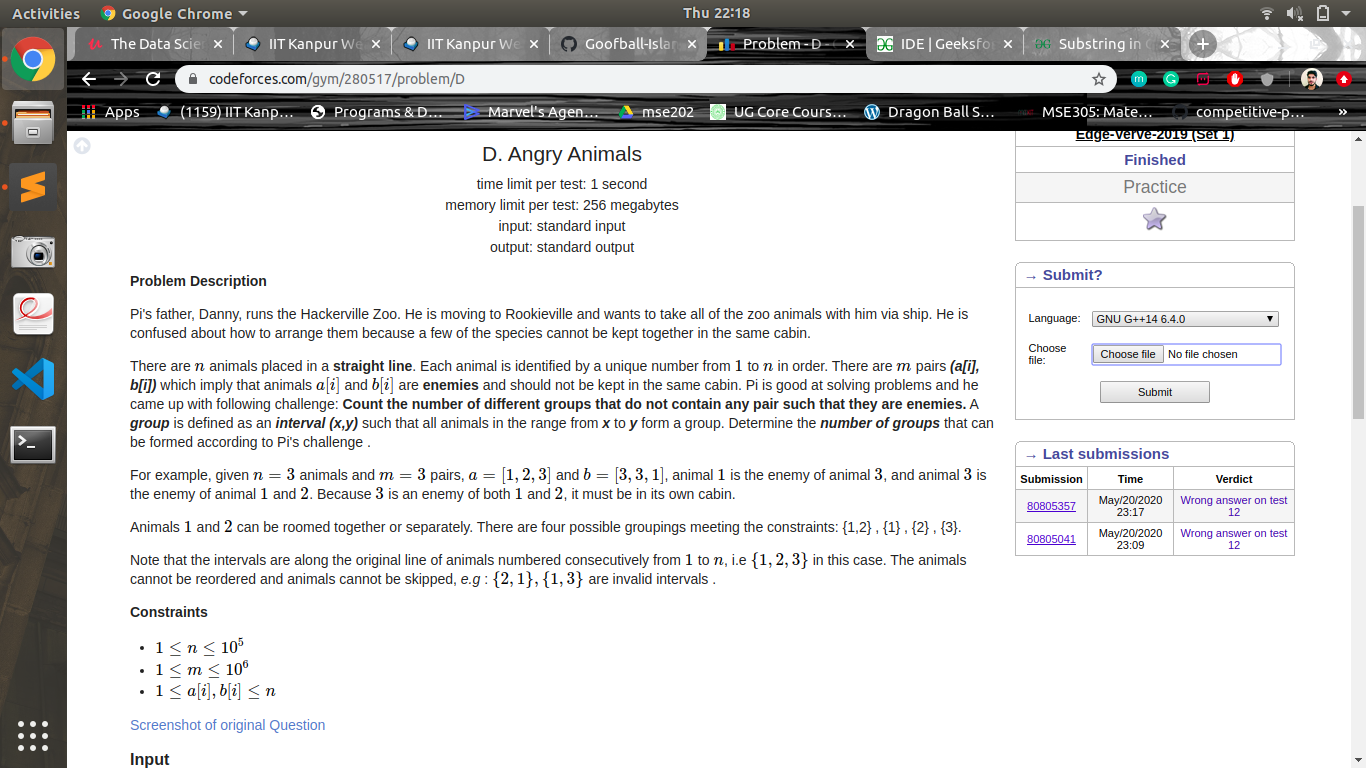 Activities Google Chrome Thu 22:18
The Data Scien IIT Kanpur We IIT Kanpur We Goofball-Islan Problem - D - C IDE | Geeksfo Substring in C
codeforces.com/gym/280517/problem/D
Apps (1159) IIT Kanp... Programs & D... Marvel's Agen... mse202 UG Core Cours... Dragon Ball S... MSE305: Mate... competitive-p... »
Edge-Verve-2019 (Set 1)
Finished
Practice
D. Angry Animals
time limit per test: 1 second
memory limit per test: 256 megabytes
input: standard input
output: standard output
Problem Description
Pi's father, Danny, runs the Hackerville Zoo. He is moving to Rookieville and wants to take all of the zoo animals with him via ship. He is
confused about how to arrange them because a few of the species cannot be kept together in the same cabin.
There are n animals placed in a straight line. Each animal is identified by a unique number from 1 to n in order. There are m pairs (a[i],
b[i]) which imply that animals a[i] and b[i] are enemies and should not be kept in the same cabin. Pi is good at solving problems and he
came up with following challenge: Count the number of different groups that do not contain any pair such that they are enemies. A
group is defined as an interval (x,y) such that all animals in the range from x to y form a group. Determine the number of groups that can
be formed according to Pi's challenge .
For example, given n = 3 animals and m = 3 pairs, a = [1, 2, 3] and b = [3, 3, 1], animal 1 is the enemy of animal 3, and animal 3 is
the enemy of animal 1 and 2. Because 3 is an enemy of both 1 and 2, it must be in its own cabin.
Animals 1 and 2 can be roomed together or separately. There are four possible groupings meeting the constraints: {1,2} , {1} , {2} , {3}.
Note that the intervals are along the original line of animals numbered consecutively from 1 to n, i.e {1, 2, 3} in this case. The animals
cannot be reordered and animals cannot be skipped, e.g : {2, 1}, {1, 3} are invalid intervals .
Constraints
• 1 ≤ n ≤ 10⁵
• 1 ≤ m ≤ 10⁶
• 1 ≤ a[i], b[i] ≤ n
Screenshot of original Question
Input
→ Submit?
Language: GNU G++14 6.4.0
Choose file: Choose file No file chosen
Submit
→ Last submissions
Submission Time Verdict
80805357 May/20/2020 23:17 Wrong answer on test 12
80805041 May/20/2020 23:09 Wrong answer on test 12